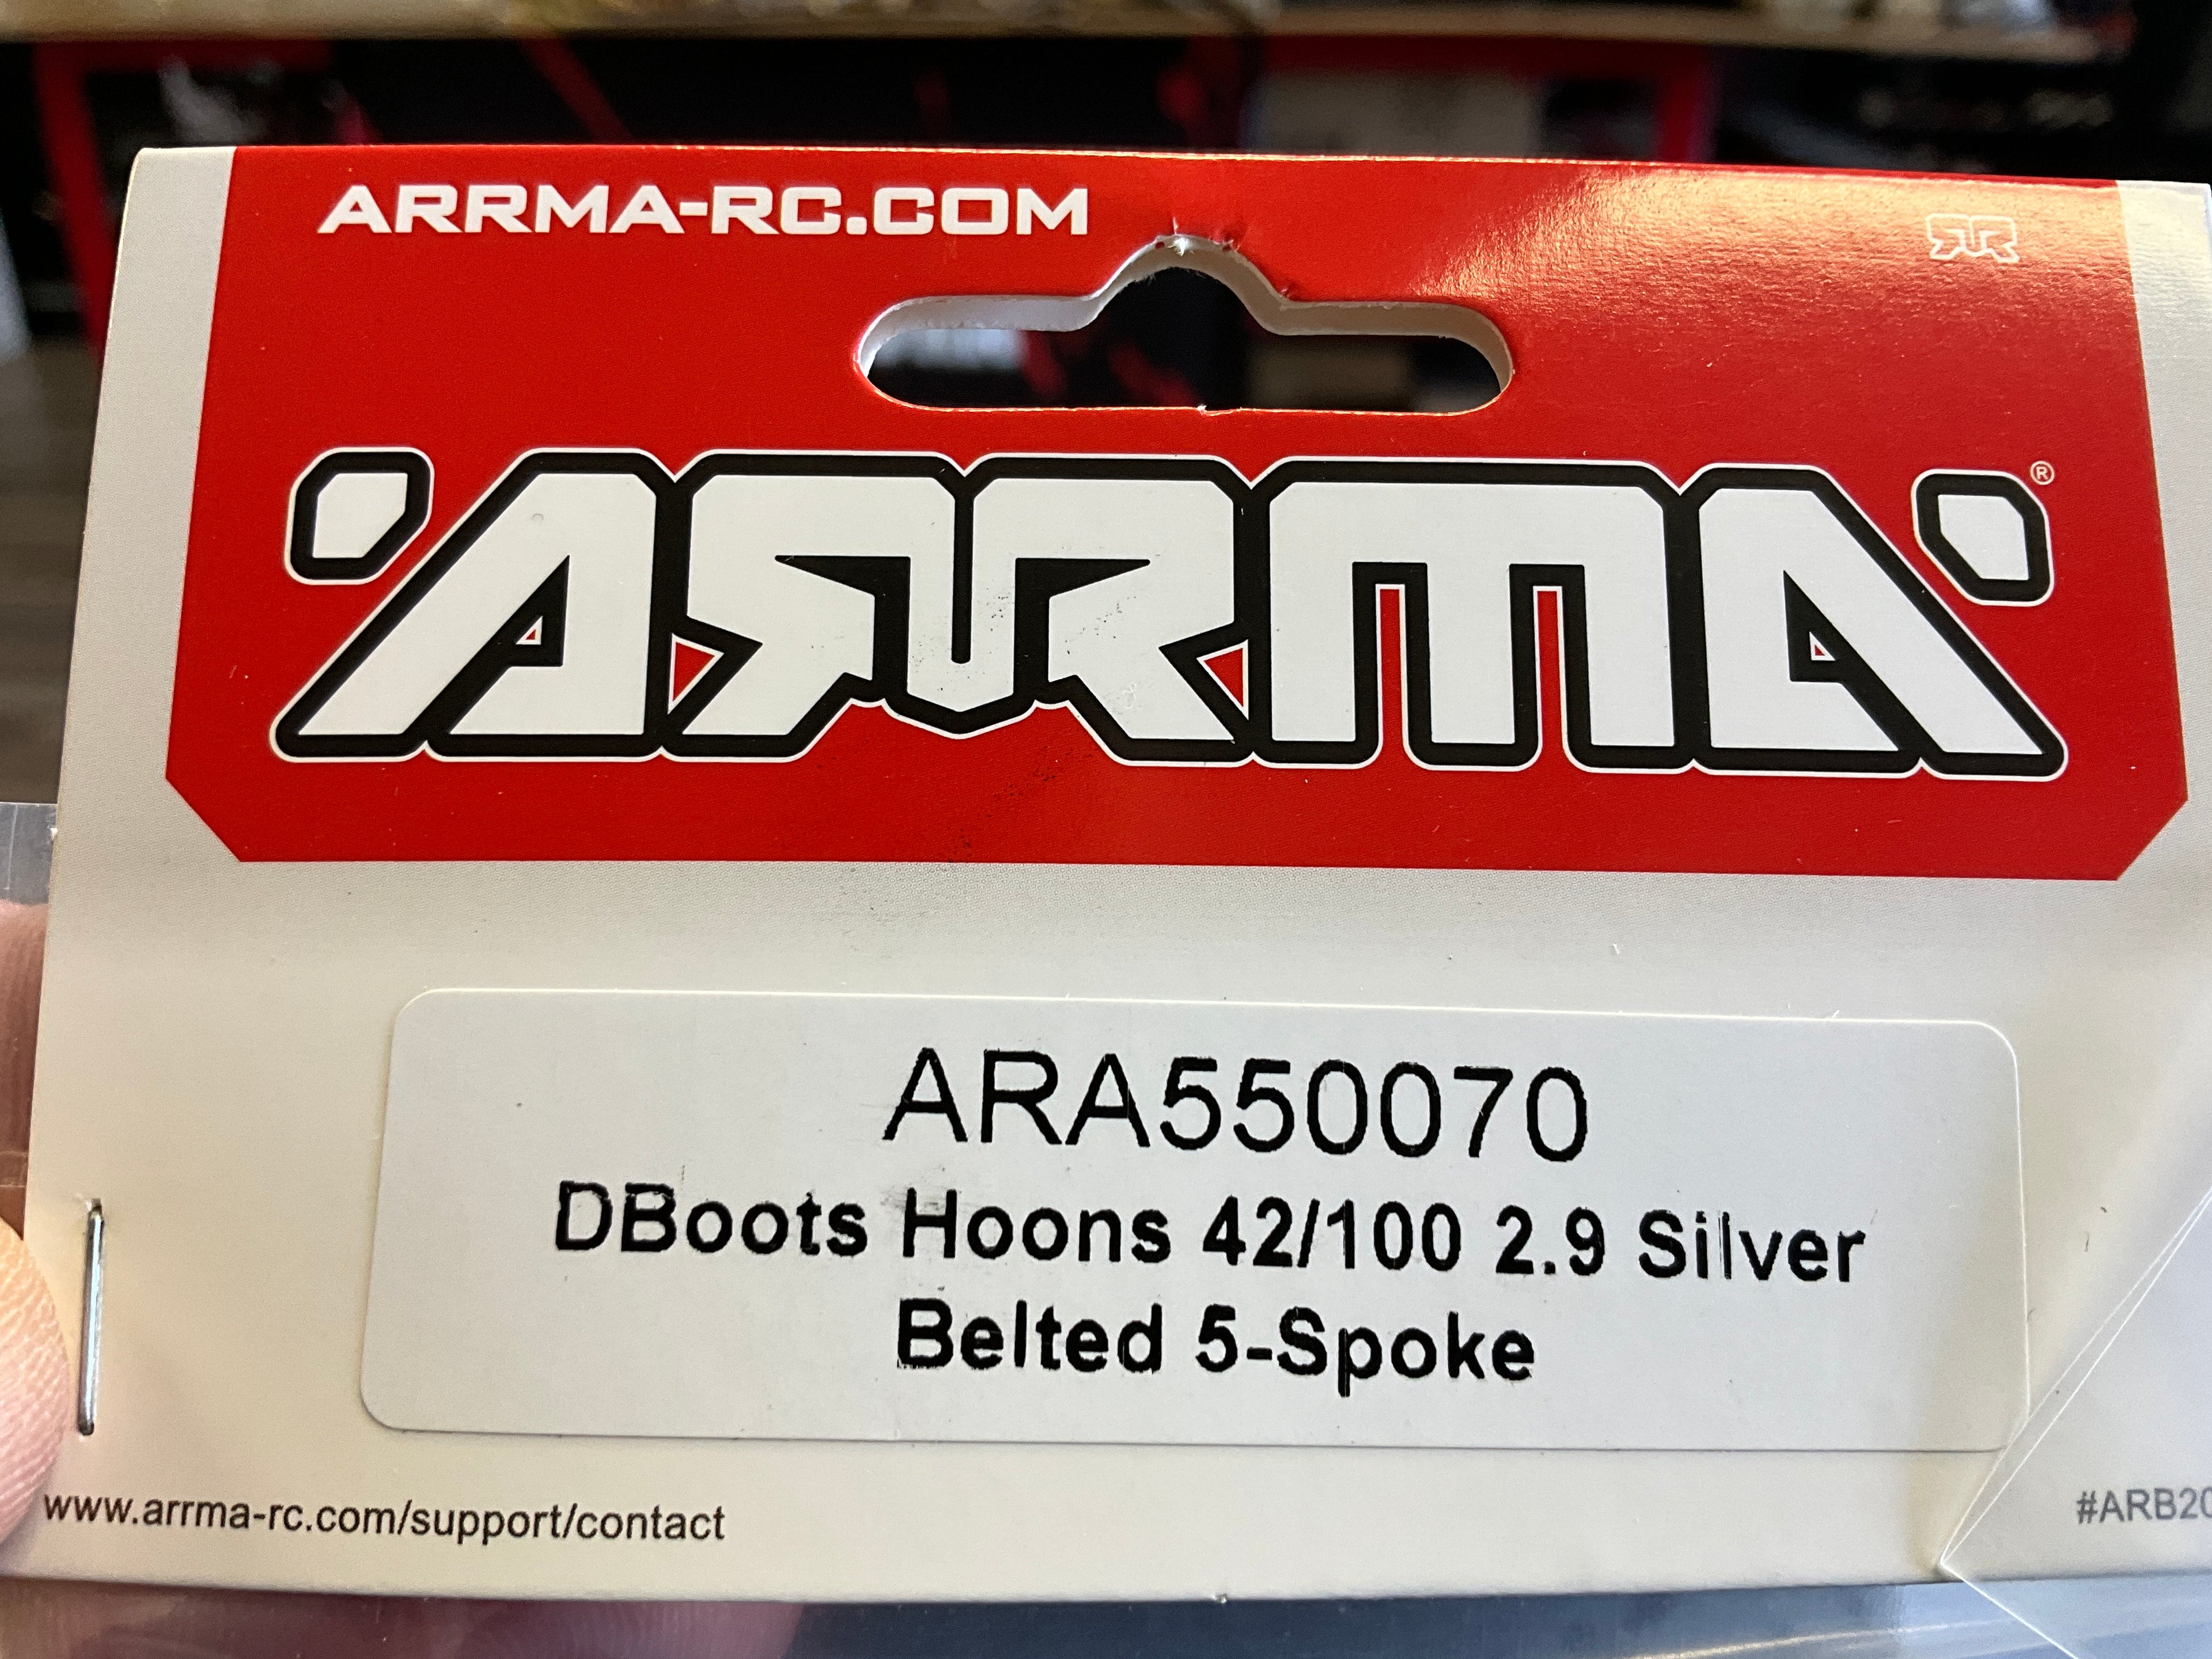 ARRMA-RC.COM
ARRMA®
ARA550070
DBoots Hoons 42/100 2.9 Silver
Belted 5-Spoke
www.arrma-rc.com/support/contact
#ARB20